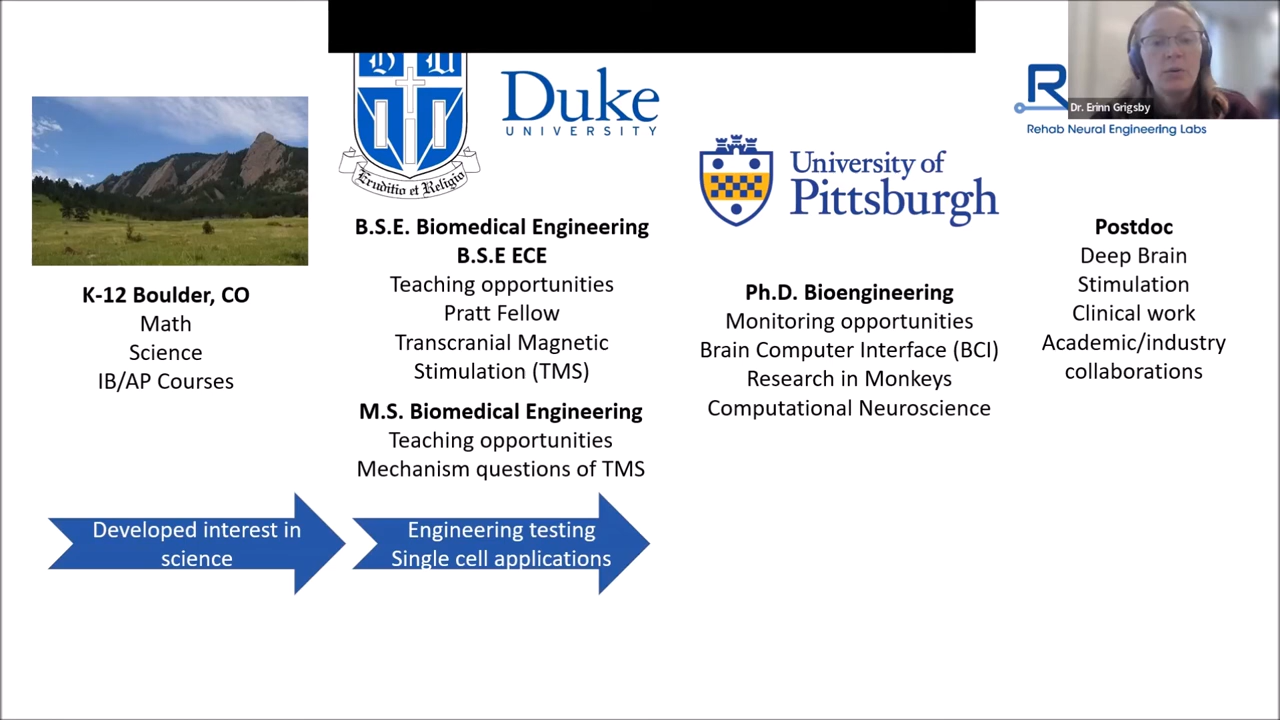 Duke
UNIVERSITY
Eruditio et Religio
University of
Pittsburgh
R
Dr. Erinn Grigsby
Rehab Neural Engineering Labs
K-12 Boulder, CO
Math
Science
IB/AP Courses
B.S.E. Biomedical Engineering
B.S.E ECE
Teaching opportunities
Pratt Fellow
Transcranial Magnetic
Stimulation (TMS)
M.S. Biomedical Engineering
Teaching opportunities
Mechanism questions of TMS
Ph.D. Bioengineering
Monitoring opportunities
Brain Computer Interface (BCI)
Research in Monkeys
Computational Neuroscience
Postdoc
Deep Brain
Stimulation
Clinical work
Academic/industry
collaborations
Developed interest in
science
Engineering testing
Single cell applications